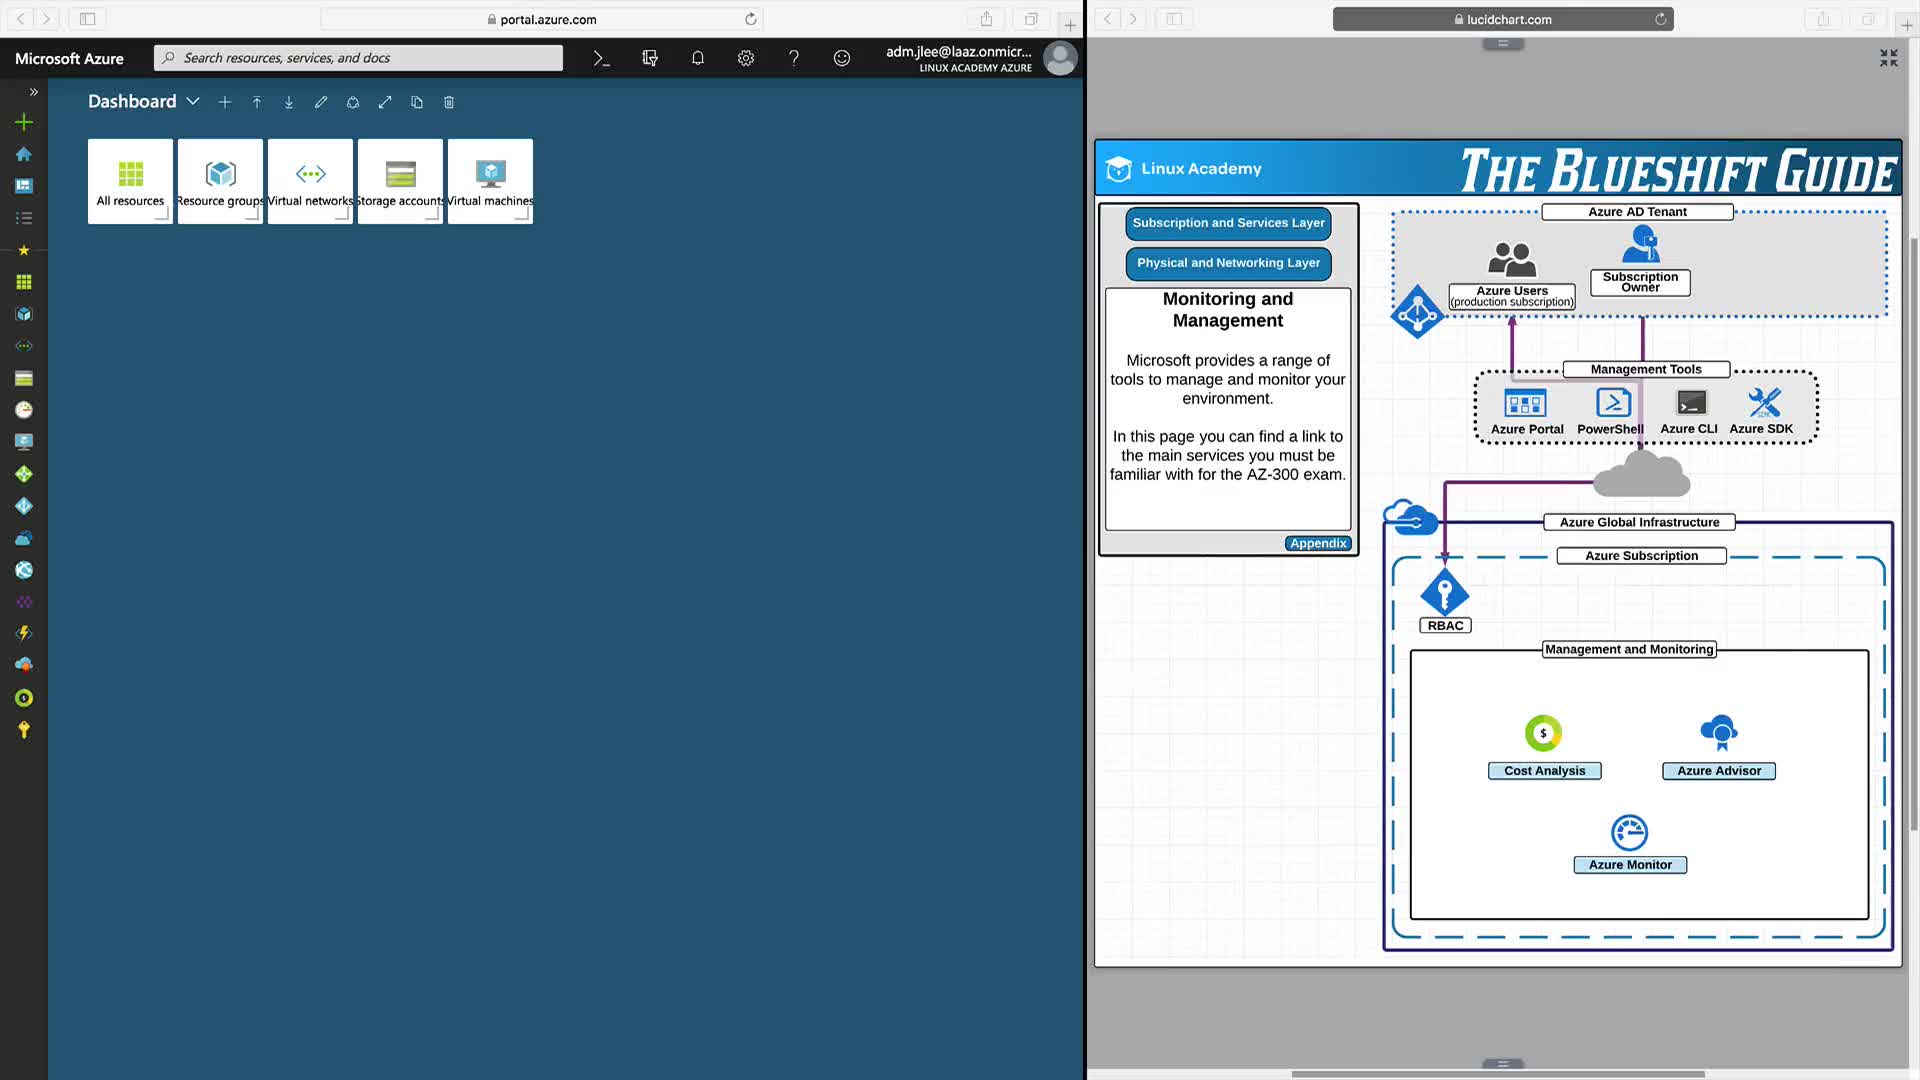 portal.azure.com
Microsoft Azure
Search resources, services, and docs
adm.jlee@laaz.onmicr...
LINUX ACADEMY AZURE
Dashboard
All resources
Resource groups
Virtual networks
Storage accounts
Virtual machines
lucidchart.com
Linux Academy
THE BLUESHIFT GUIDE
Subscription and Services Layer
Physical and Networking Layer
Monitoring and
Management
Microsoft provides a range of
tools to manage and monitor your
environment.
In this page you can find a link to
the main services you must be
familiar with for the AZ-300 exam.
Appendix
Azure AD Tenant
Azure Users
(production subscription)
Subscription
Owner
Management Tools
Azure Portal
PowerShell
Azure CLI
SDK
Azure SDK
Azure Global Infrastructure
Azure Subscription
RBAC
Management and Monitoring
$
Cost Analysis
Azure Advisor
Azure Monitor